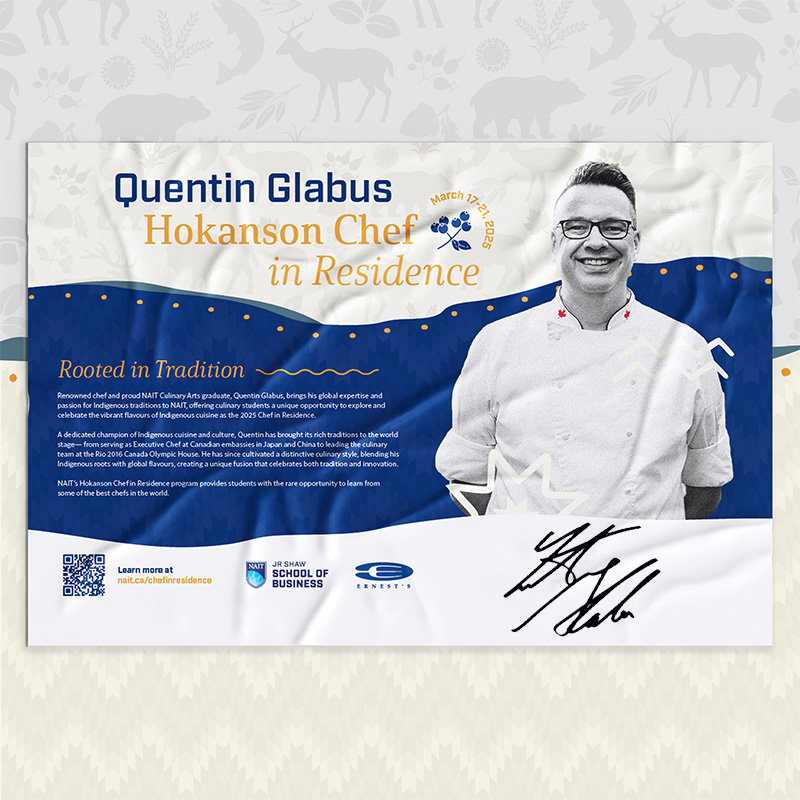 Quentin Glabus
Hokanson Chef
in Residence
March 17-21, 2025
Rooted in Tradition
Renowned chef and proud NAIT Culinary Arts graduate, Quentin Glabus, brings his global expertise and
passion for Indigenous traditions to NAIT, offering culinary students a unique opportunity to explore and
celebrate the vibrant flavours of Indigenous cuisine as the 2025 Chef in Residence.
A dedicated champion of Indigenous cuisine and culture, Quentin has brought its rich traditions to the world
stage— from serving as Executive Chef at Canadian embassies in Japan and China to leading the culinary
team at the Rio 2016 Canada Olympic House. He has since cultivated a distinctive culinary style, blending his
Indigenous roots with global flavours, creating a unique fusion that celebrates both tradition and innovation.
NAIT's Hokanson Chef in Residence program provides students with the rare opportunity to learn from
some of the best chefs in the world.
Learn more at
nait.ca/chefinresidence
NAIT
JR SHAW
SCHOOL OF
BUSINESS
ERNEST'S